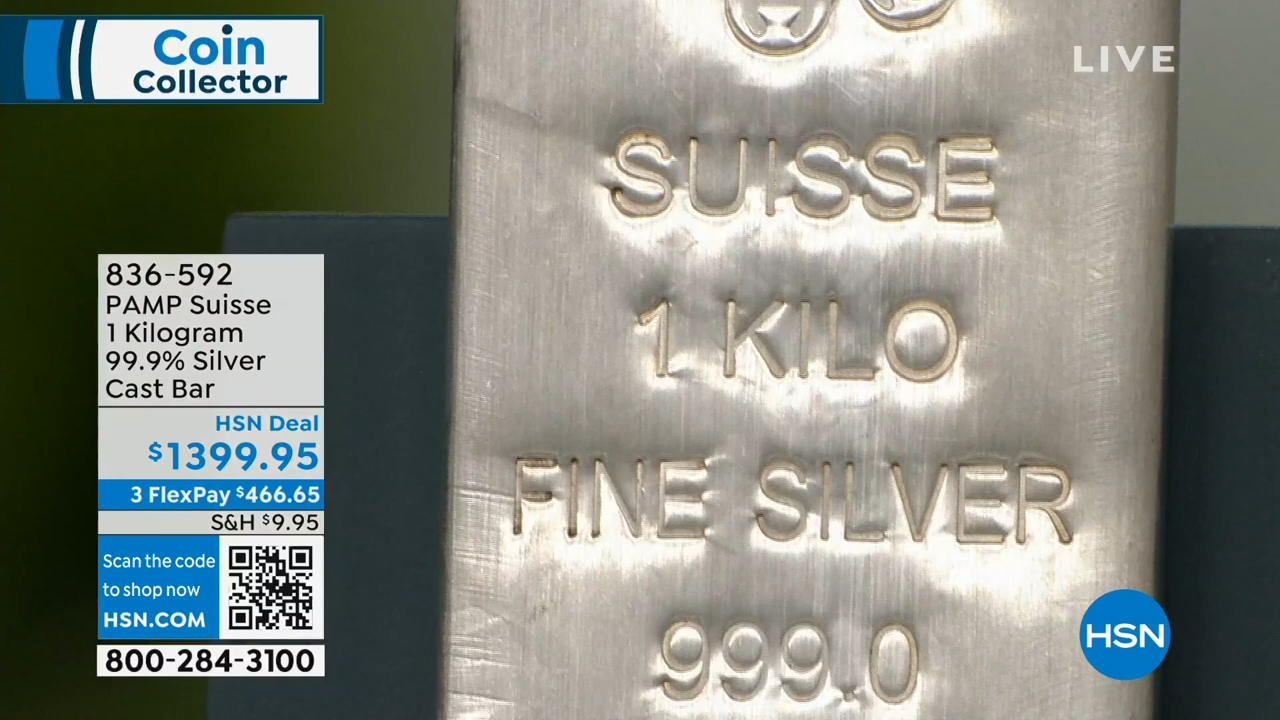 Coin
Collector
LIVE
SUISSE
1 KILO
FINE SILVER
999.0
836-592
PAMP Suisse
1 Kilogram
99.9% Silver
Cast Bar
HSN Deal
$1399.95
3 FlexPay $466.65
S&H $9.95
Scan the code
to shop now
HSN.COM
800-284-3100
HSN